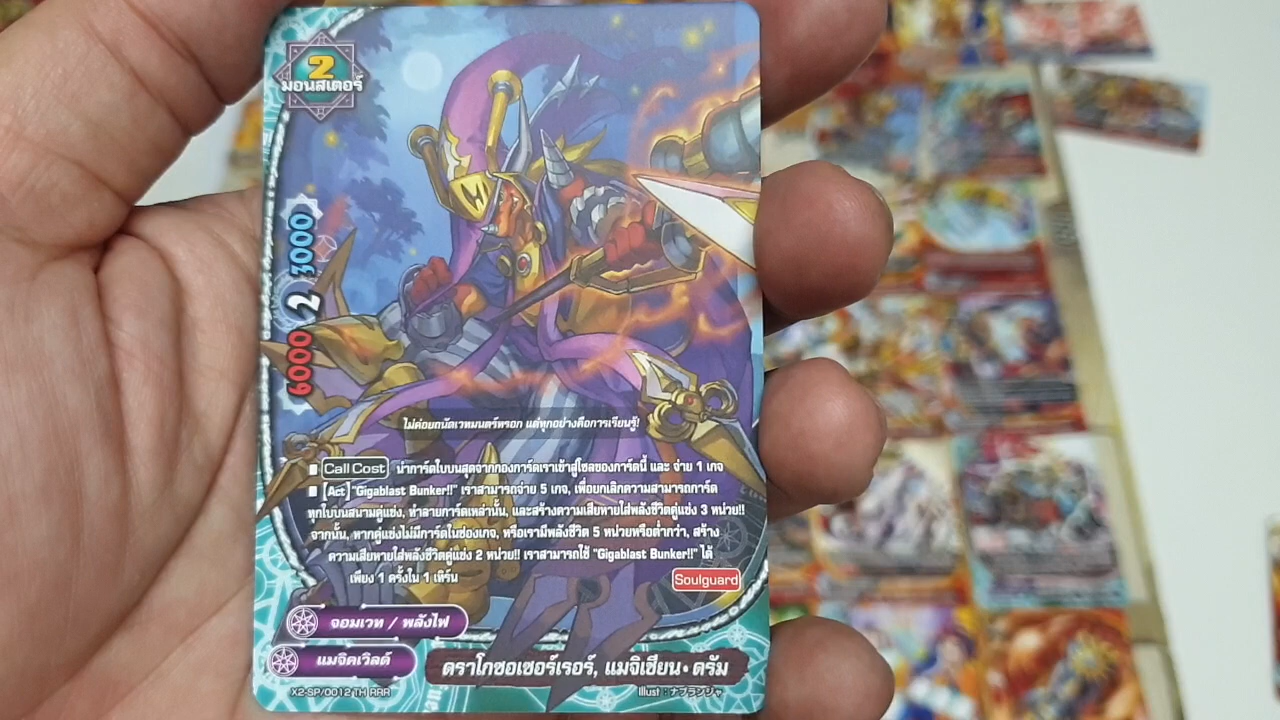 2
มอนสเตอร์
3000
2
6000
ไม่ค่อยถนัดเวทมนตร์หรอก แต่ทุกอย่างคือการเรียนรู้!
■ Call Cost นำการ์ดใบบนสุดจากกองการ์ดเราเข้าสู่โซลของการ์ดนี้ และ จ่าย 1 เกจ
■ [Act] "Gigablast Bunker!!" เราสามารถจ่าย 5 เกจ, เพื่อยกเลิกความสามารถการ์ด
ทุกใบบนสนามคู่แข่ง, ทำลายการ์ดเหล่านั้น, และสร้างความเสียหายใส่พลังชีวิตคู่แข่ง 3 หน่วย!!
จากนั้น, หากคู่แข่งไม่มีการ์ดในช่องเกจ, หรือเรามีพลังชีวิต 5 หน่วยหรือต่ำกว่า, สร้าง
ความเสียหายใส่พลังชีวิตคู่แข่ง 2 หน่วย!! เราสามารถใช้ "Gigablast Bunker!!" ได้
เพียง 1 ครั้งใน 1 เทิร์น
Soulguard
จอมเวท / พลังไฟ
แมจิคเวิลด์
ดราโกซอเซอร์เรอร์, แมจิเชียน•ดรัม
X2-SP/0012 TH RRR
Illust : ナブランジャ